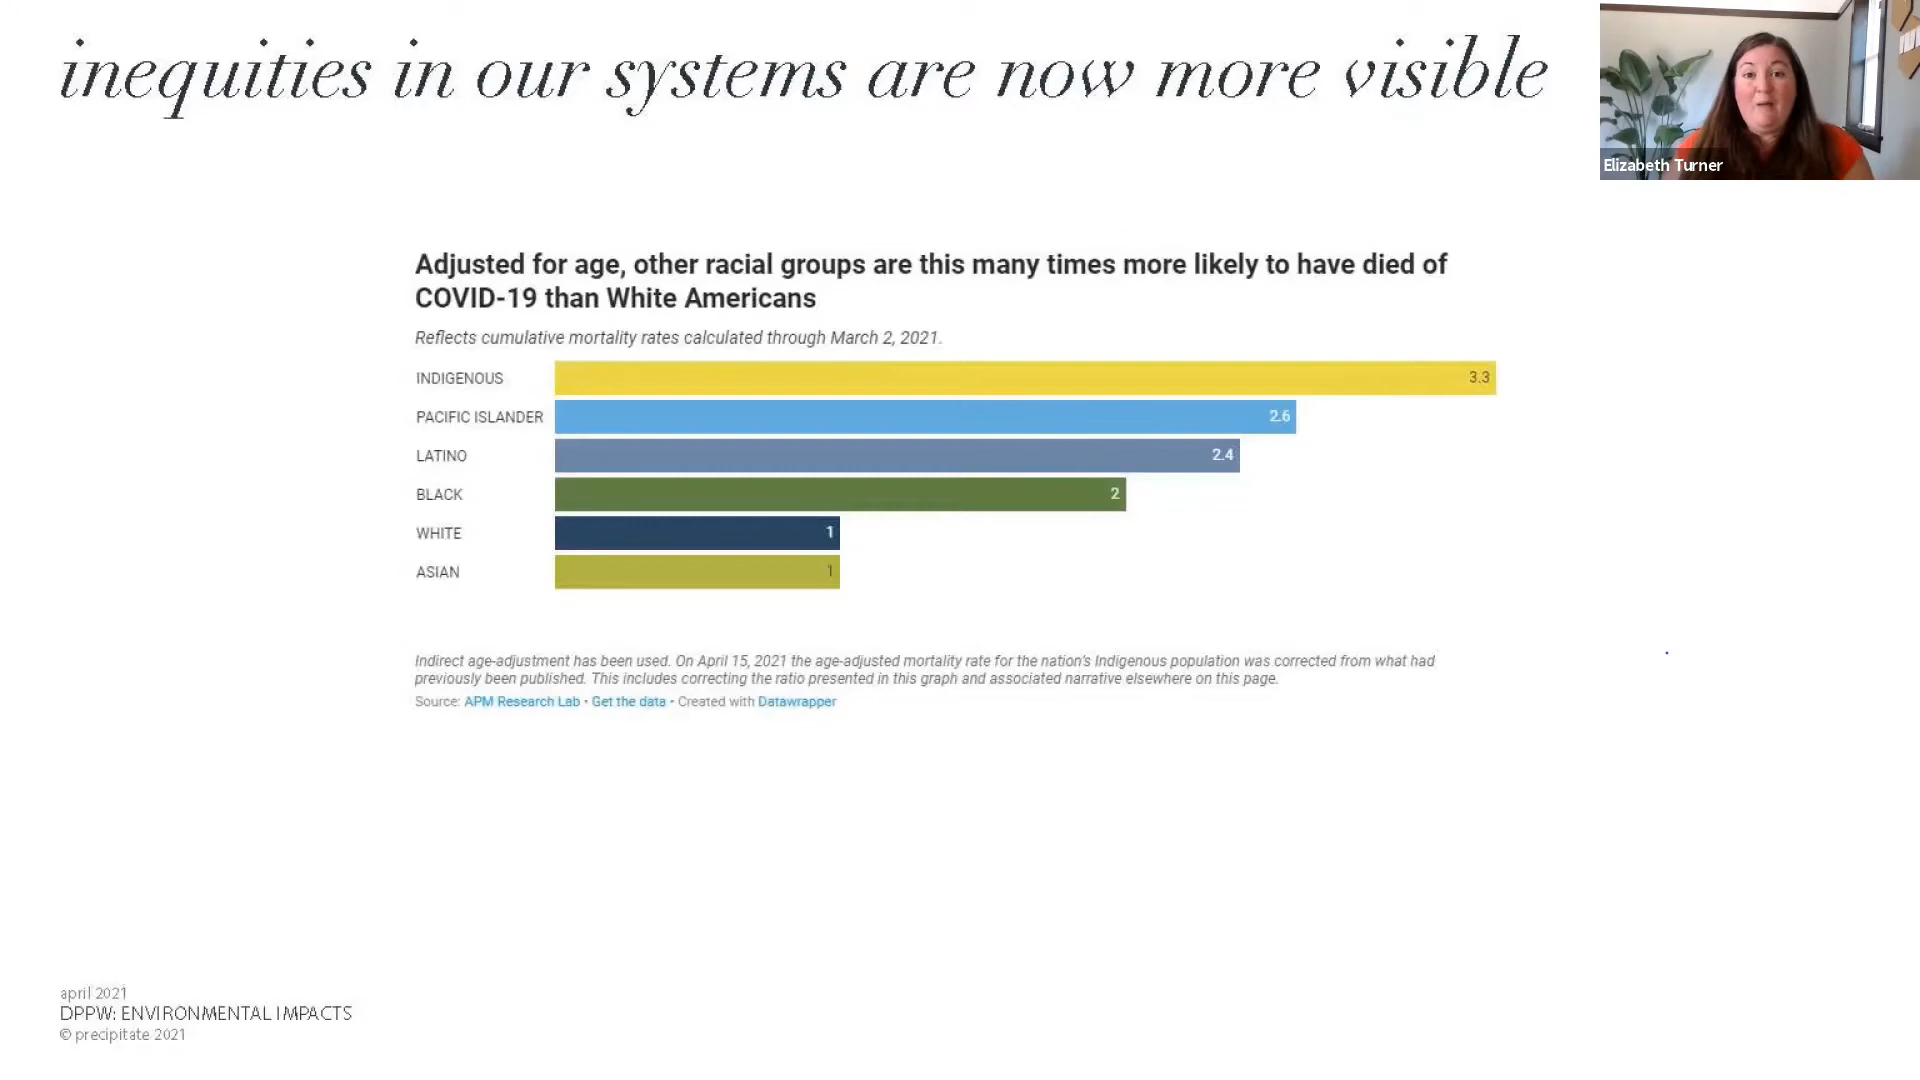 inequities in our systems are now more visible
Elizabeth Turner
Adjusted for age, other racial groups are this many times more likely to have died of
COVID-19 than White Americans
Reflects cumulative mortality rates calculated through March 2, 2021.
INDIGENOUS 3.3
PACIFIC ISLANDER 2.6
LATINO 2.4
BLACK 2
WHITE 1
ASIAN 1
Indirect age-adjustment has been used. On April 15, 2021 the age-adjusted mortality rate for the nation's Indigenous population was corrected from what had
previously been published. This includes correcting the ratio presented in this graph and associated narrative elsewhere on this page.
Source: APM Research Lab • Get the data • Created with Datawrapper
april 2021
DPPW: ENVIRONMENTAL IMPACTS
© precipitate 2021